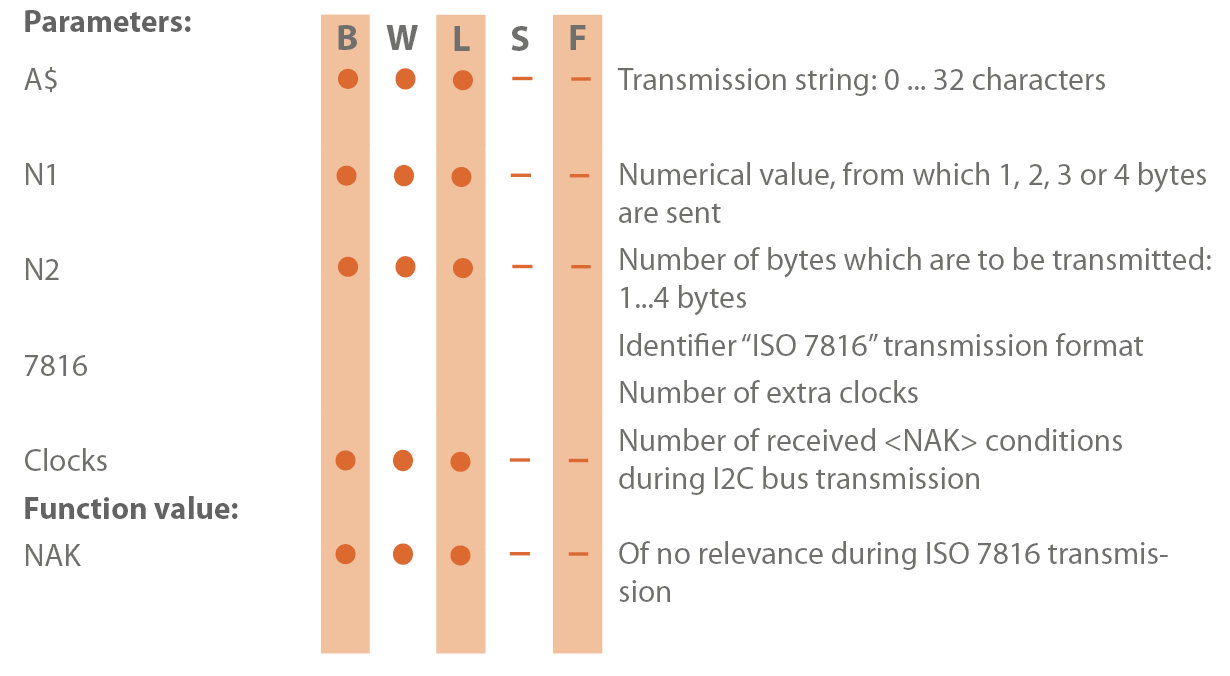 Parameters:
B W L S F
A$ ● ● ● – – Transmission string: 0 ... 32 characters
N1 ● ● ● – – Numerical value, from which 1, 2, 3 or 4 bytes
are sent
N2 ● ● ● – – Number of bytes which are to be transmitted:
1...4 bytes
7816 Identifier “ISO 7816” transmission format
Number of extra clocks
Clocks ● ● ● – – Number of received <NAK> conditions
during I2C bus transmission
Function value:
NAK ● ● ● – – Of no relevance during ISO 7816 transmis-
sion